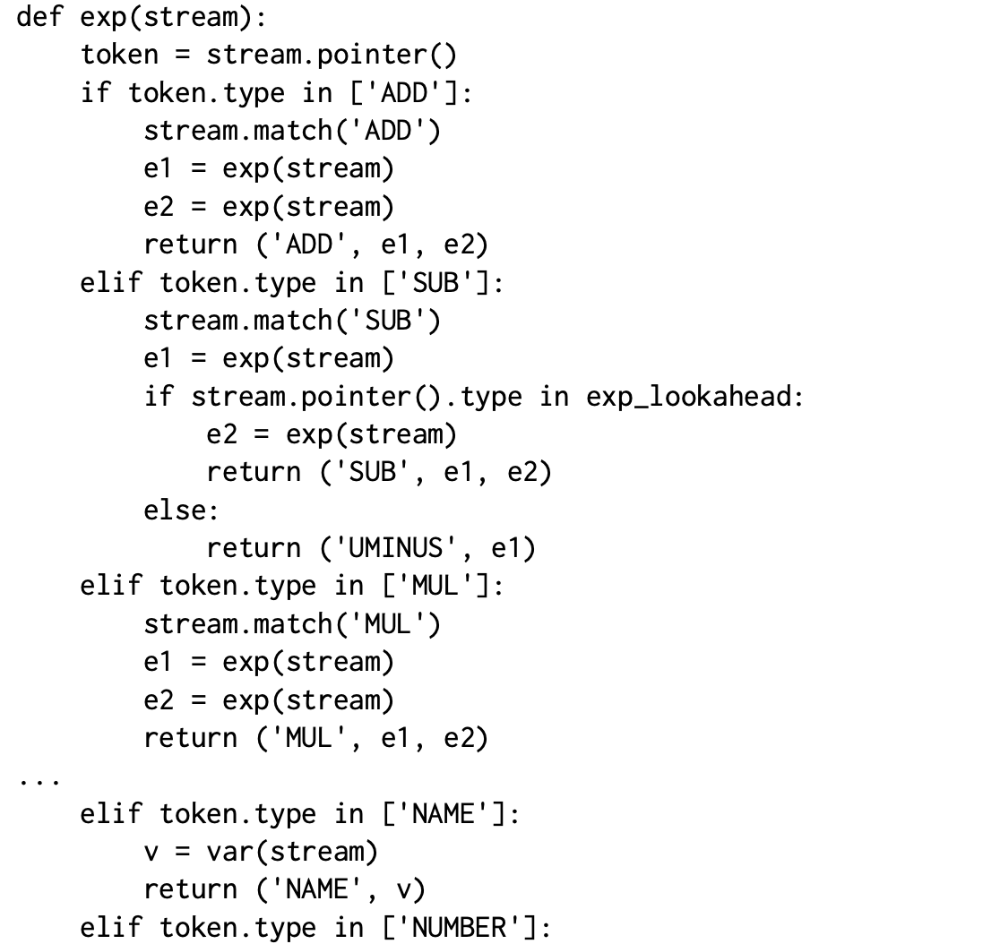 def exp(stream):
    token = stream.pointer()
    if token.type in ['ADD']:
        stream.match('ADD')
        e1 = exp(stream)
        e2 = exp(stream)
        return ('ADD', e1, e2)
    elif token.type in ['SUB']:
        stream.match('SUB')
        e1 = exp(stream)
        if stream.pointer().type in exp_lookahead:
            e2 = exp(stream)
            return ('SUB', e1, e2)
        else:
            return ('UMINUS', e1)
    elif token.type in ['MUL']:
        stream.match('MUL')
        e1 = exp(stream)
        e2 = exp(stream)
        return ('MUL', e1, e2)
...
    elif token.type in ['NAME']:
        v = var(stream)
        return ('NAME', v)
    elif token.type in ['NUMBER']: